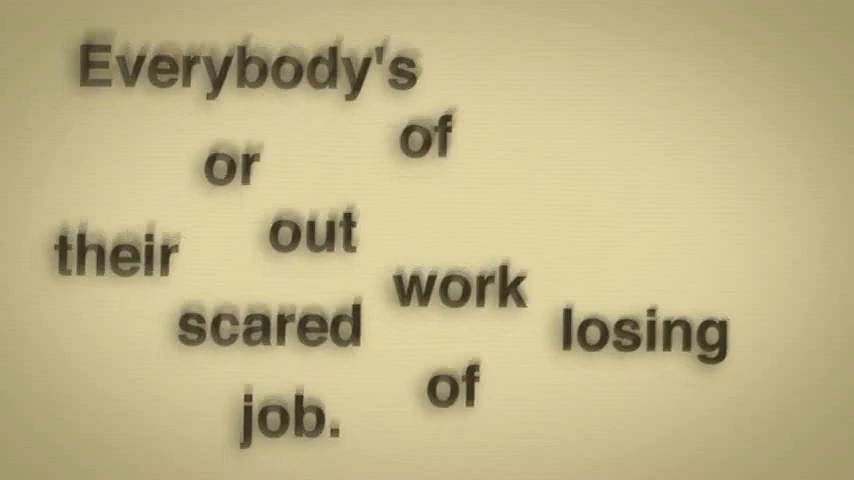 Everybody's
of
or
out
their
work
scared
losing
of
job.